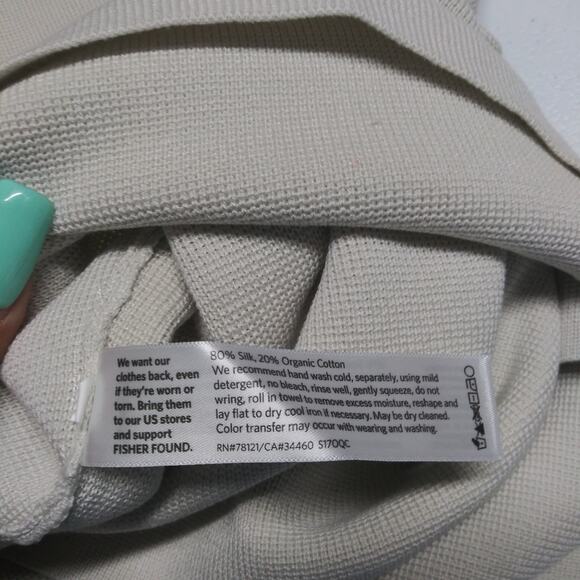 We want our
clothes back, even
if they're worn or
torn. Bring them
to our US stores
and support
FISHER FOUND.
80% Silk, 20% Organic Cotton
We recommend hand wash cold, separately, using mild
detergent, no bleach, rinse well, gently squeeze, do not
wring, roll in towel to remove excess moisture, reshape and
lay flat to dry cool iron if necessary. May be dry cleaned.
Color transfer may occur with wearing and washing.
RN#78121/CA#34460 S170QC